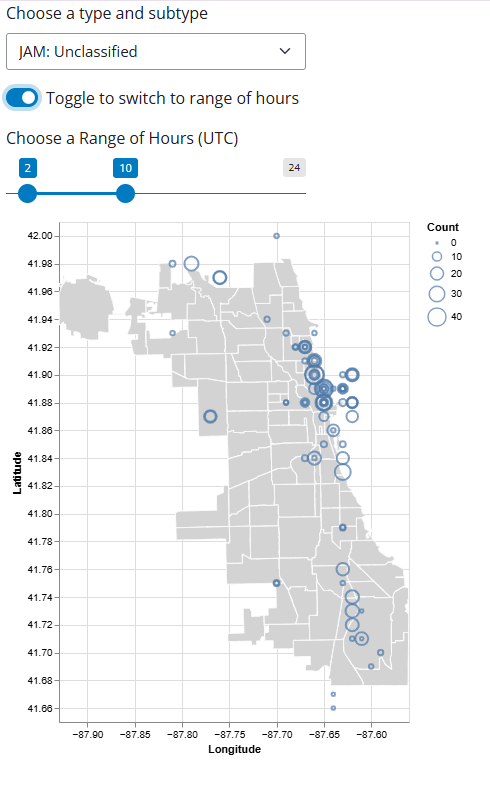 Choose a type and subtype
JAM: Unclassified
Toggle to switch to range of hours
Choose a Range of Hours (UTC)
2 10 24
Count
0
10
20
30
40
42.00
41.98
41.96
41.94
41.92
41.90
41.88
41.86
41.84
41.82
41.80
41.78
41.76
41.74
41.72
41.70
41.68
41.66
Latitude
−87.90 −87.85 −87.80 −87.75 −87.70 −87.65 −87.60
Longitude